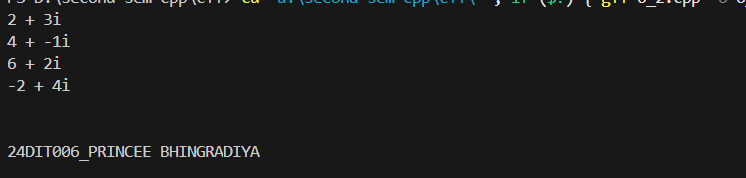 2 + 3i
4 + -1i
6 + 2i
-2 + 4i
24DIT006_PRINCEE BHINGRADIYA